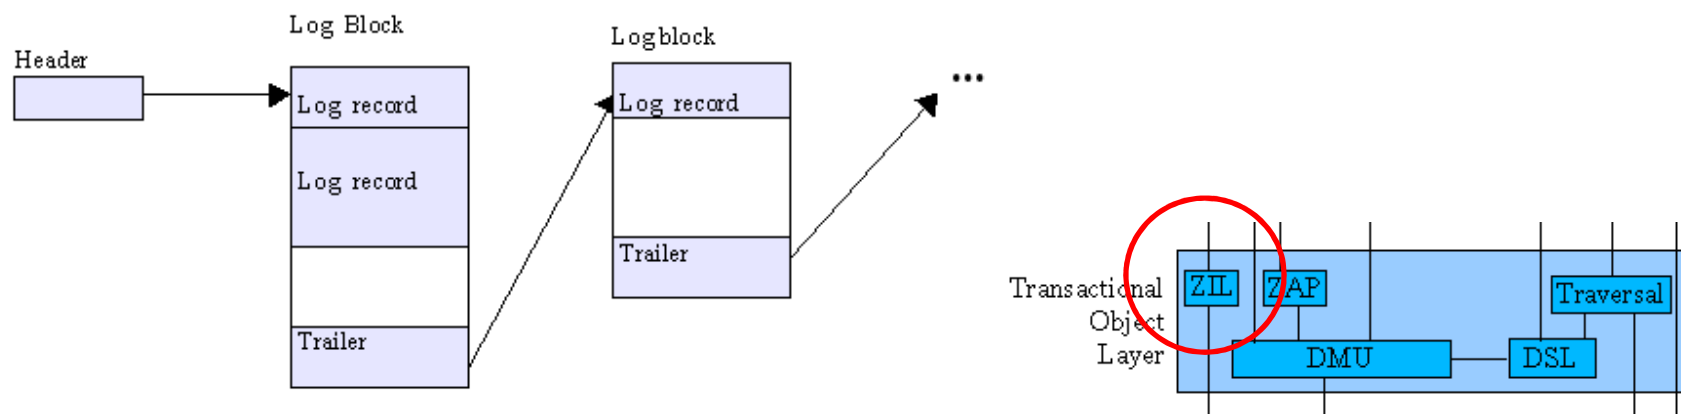 Header
Log Block
Log record
Log record
Trailer
Logblock
Log record
Trailer
...
Transactional
Object
Layer
ZIL
ZAP
Traversal
DMU
DSL